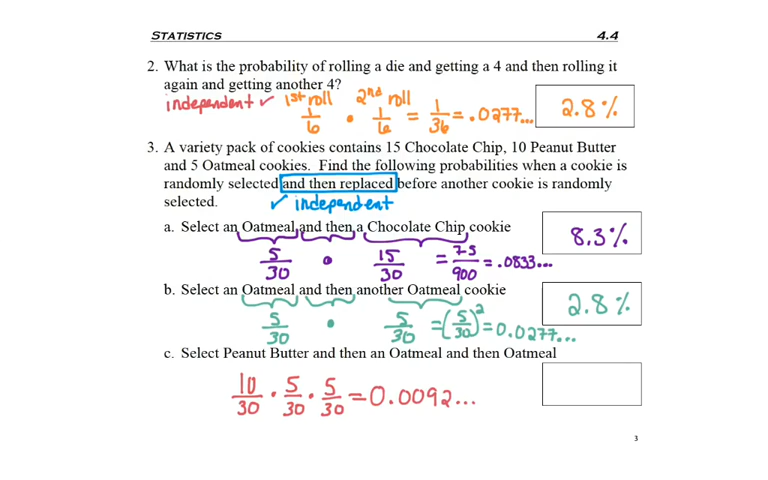 STATISTICS 4.4
2. What is the probability of rolling a die and getting a 4 and then rolling it
again and getting another 4?
independent ✓ 1st roll 2nd roll
1/6 • 1/6 = 1/36 = .0277... 2.8%
3. A variety pack of cookies contains 15 Chocolate Chip, 10 Peanut Butter
and 5 Oatmeal cookies. Find the following probabilities when a cookie is
randomly selected and then replaced before another cookie is randomly
selected.
✓ independent
a. Select an Oatmeal and then a Chocolate Chip cookie
5/30 • 15/30 = 75/900 = .0833... 8.3%
b. Select an Oatmeal and then another Oatmeal cookie
5/30 • 5/30 = (5/30)² = 0.0277... 2.8%
c. Select Peanut Butter and then an Oatmeal and then Oatmeal
10/30 • 5/30 • 5/30 = 0.0092...
3